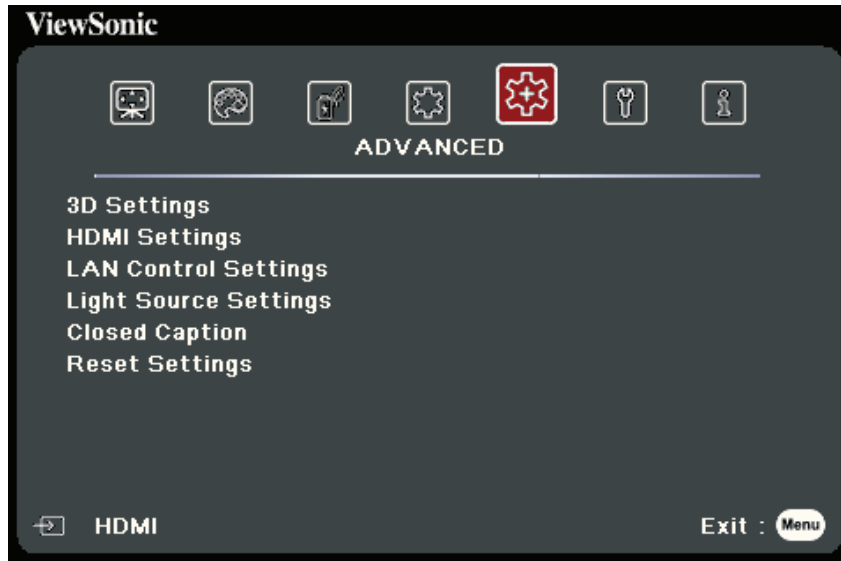 ViewSonic
ADVANCED
3D Settings
HDMI Settings
LAN Control Settings
Light Source Settings
Closed Caption
Reset Settings
HDMI
Exit : Menu